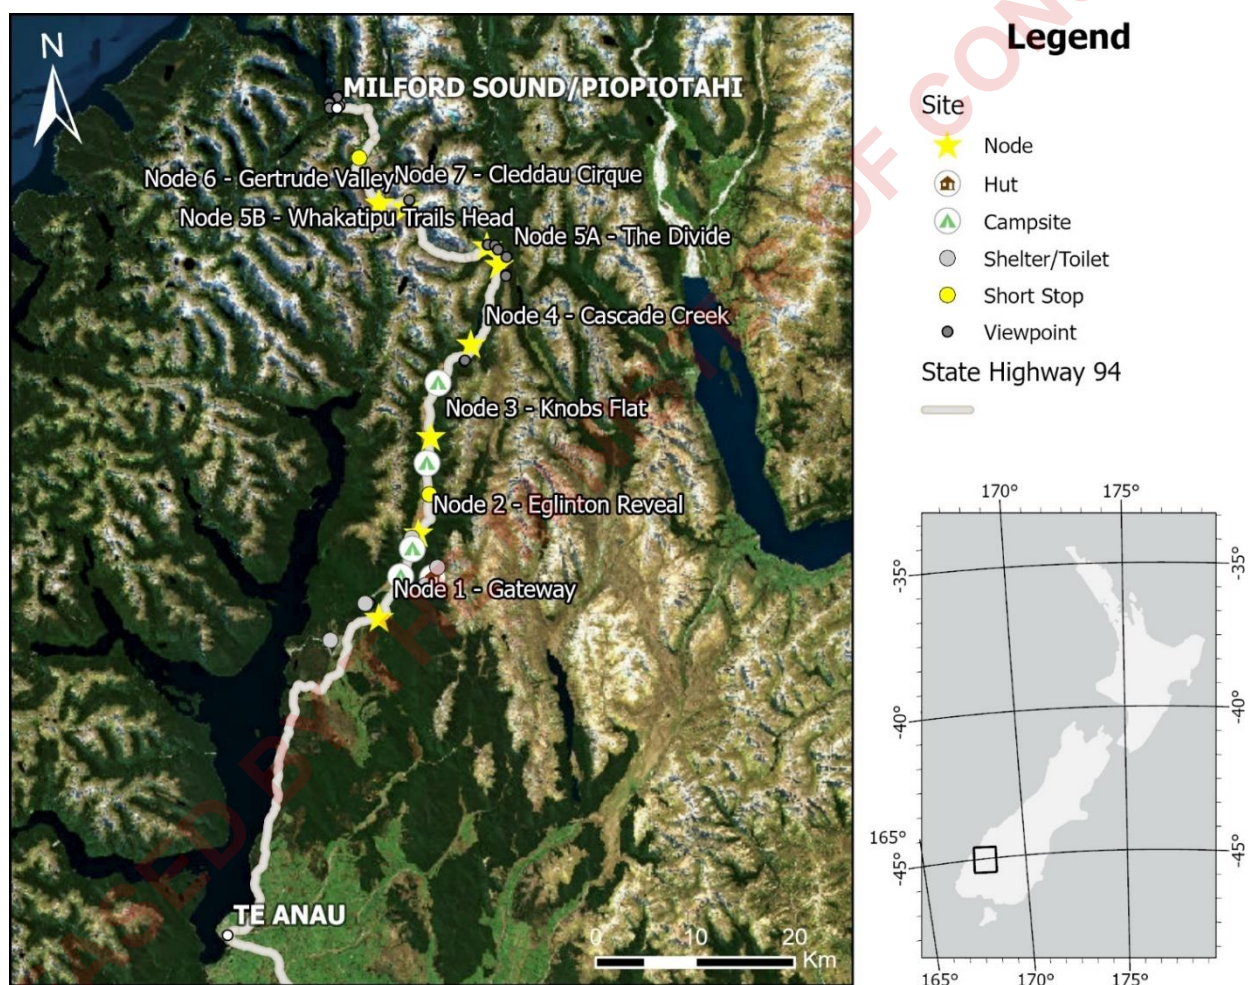 N
MILFORD SOUND/PIOPIOTAHI
Node 6 - Gertrude Valley
Node 7 - Cleddau Cirque
Node 5B - Whakatipu Trails Head
Node 5A - The Divide
Node 4 - Cascade Creek
Node 3 - Knobs Flat
Node 2 - Eglinton Reveal
Node 1 - Gateway
TE ANAU
0 10 20
Km
Legend
Site
Node
Hut
Campsite
Shelter/Toilet
Short Stop
Viewpoint
State Highway 94
170° 175°
-35° -35°
-40° -40°
165°
-45° -45°
165° 170° 175°